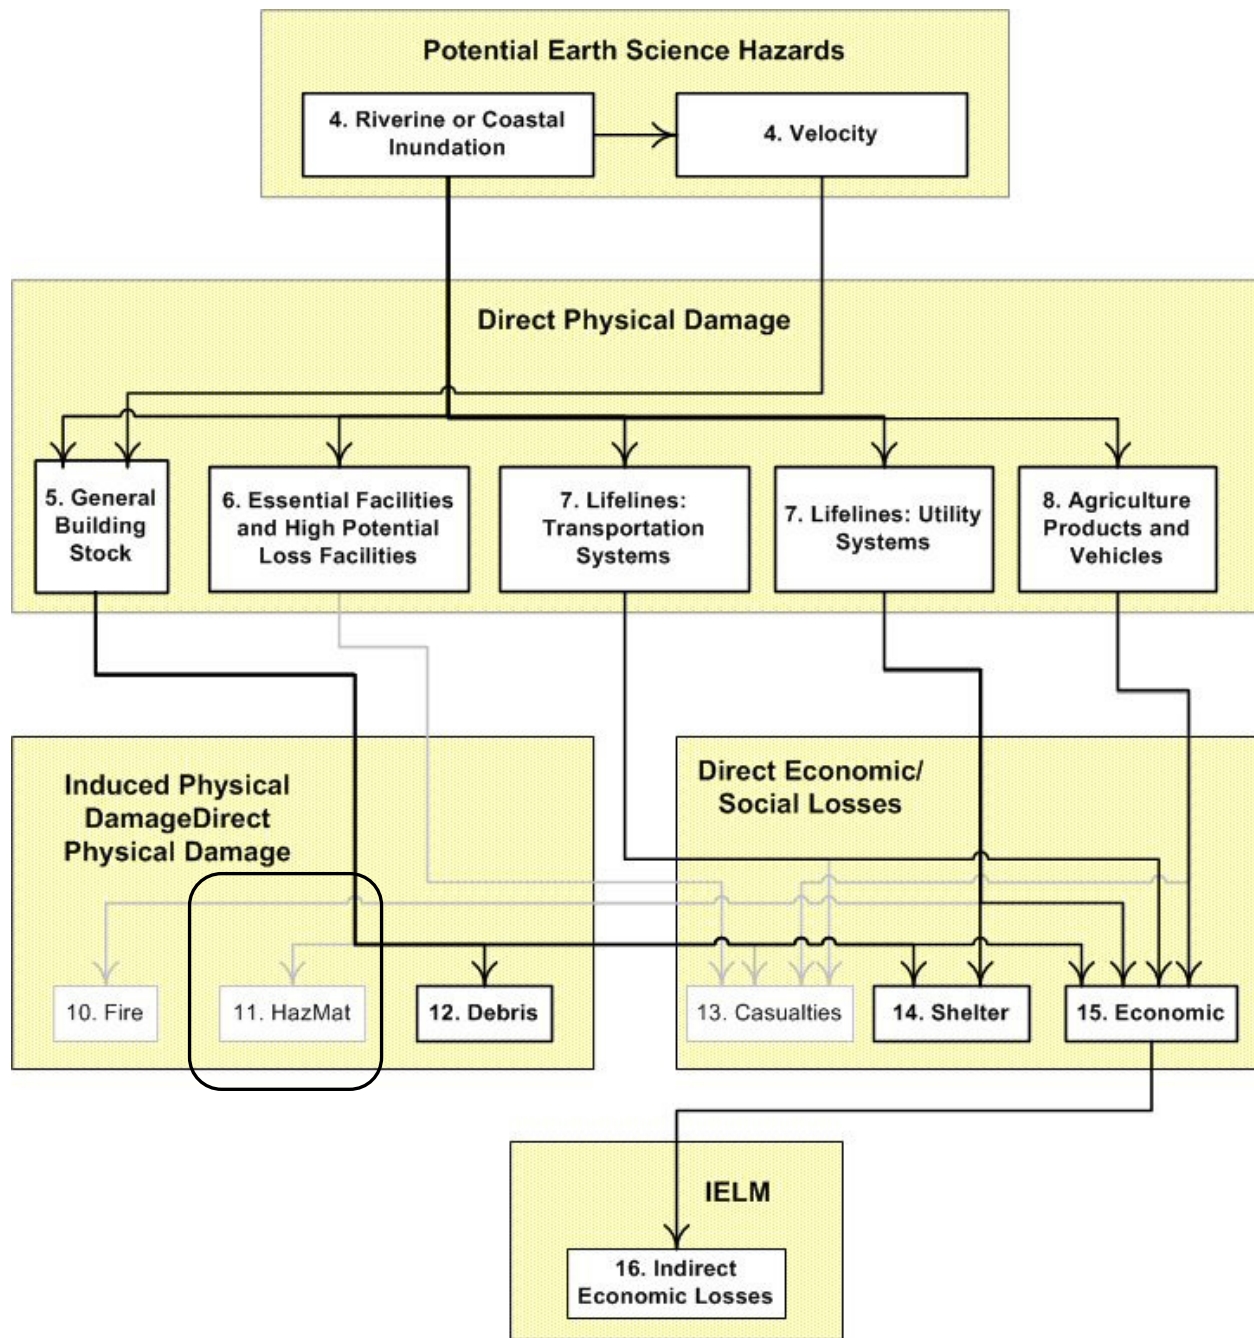 Potential Earth Science Hazards
4. Riverine or Coastal
Inundation
4. Velocity
Direct Physical Damage
5. General
Building
Stock
6. Essential Facilities
and High Potential
Loss Facilities
7. Lifelines:
Transportation
Systems
7. Lifelines: Utility
Systems
8. Agriculture
Products and
Vehicles
Induced Physical
DamageDirect
Physical Damage
10. Fire
11. HazMat
12. Debris
Direct Economic/
Social Losses
13. Casualties
14. Shelter
15. Economic
IELM
16. Indirect
Economic Losses